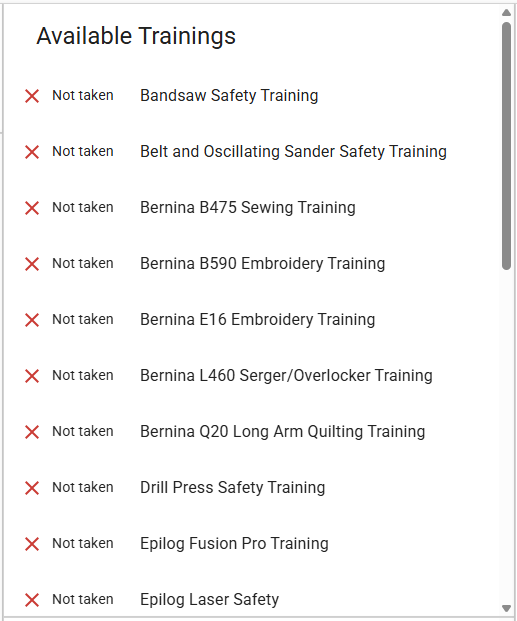 Available Trainings
Not taken Bandsaw Safety Training
Not taken Belt and Oscillating Sander Safety Training
Not taken Bernina B475 Sewing Training
Not taken Bernina B590 Embroidery Training
Not taken Bernina E16 Embroidery Training
Not taken Bernina L460 Serger/Overlocker Training
Not taken Bernina Q20 Long Arm Quilting Training
Not taken Drill Press Safety Training
Not taken Epilog Fusion Pro Training
Not taken Epilog Laser Safety